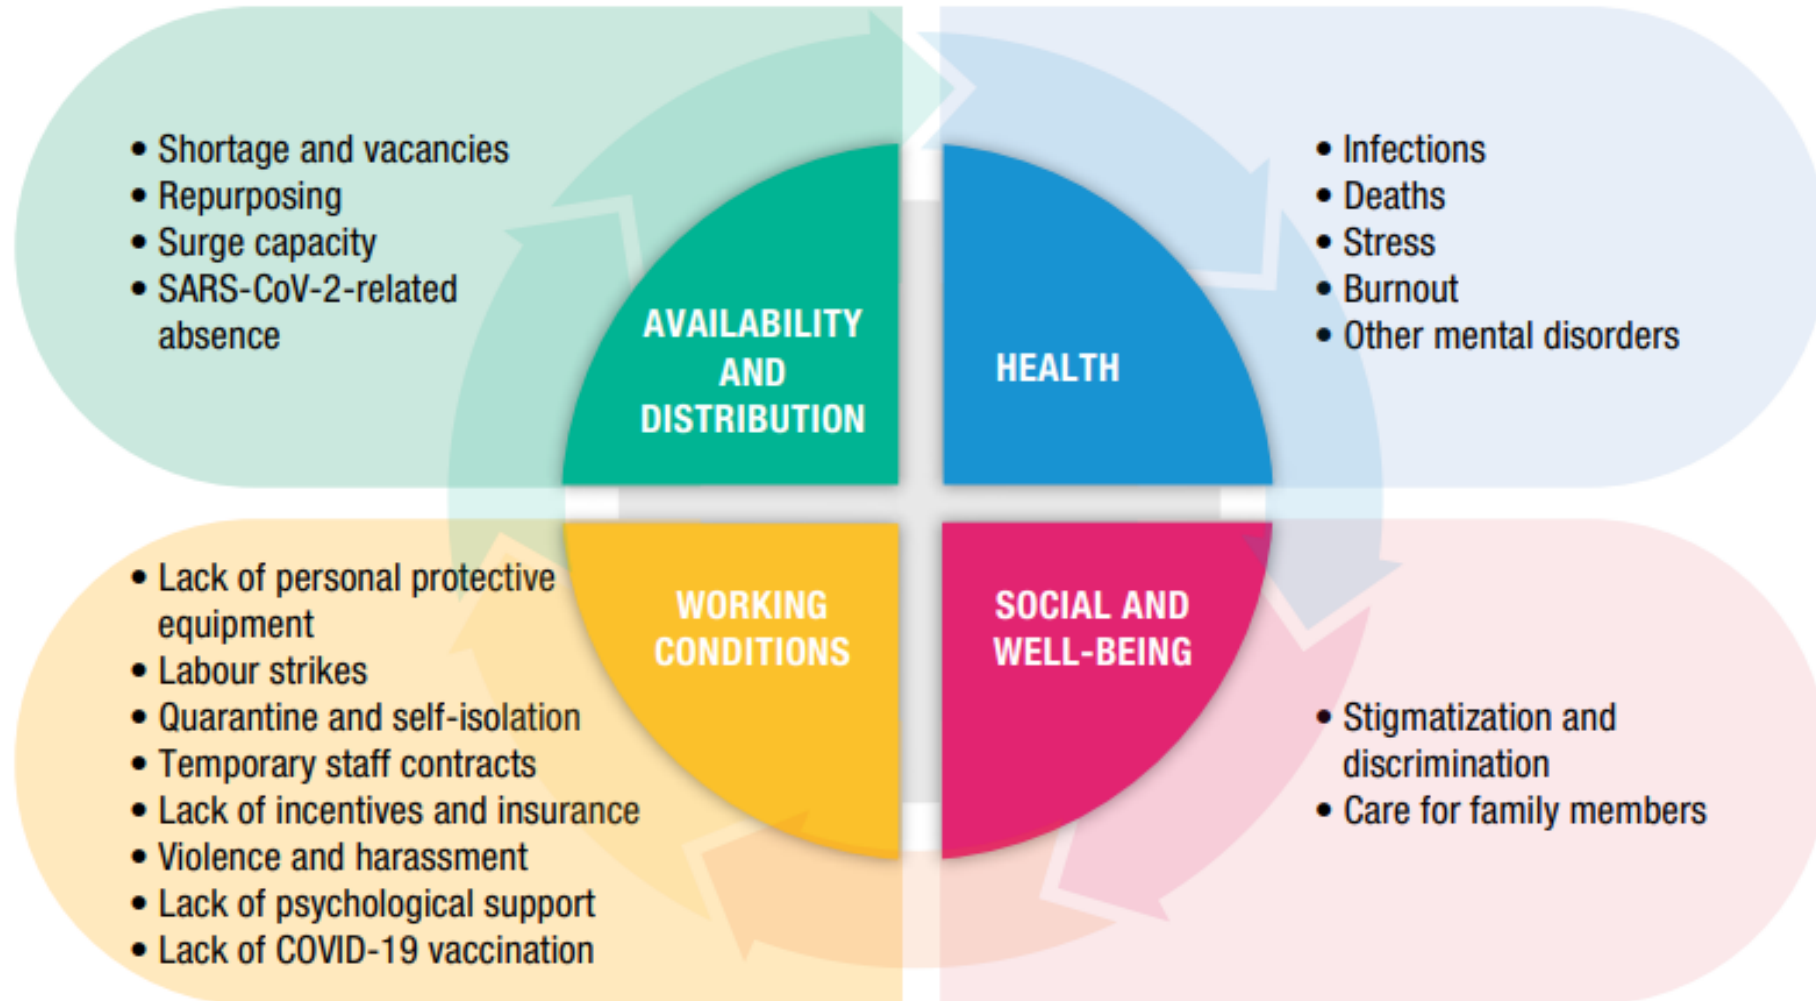 • Shortage and vacancies
• Repurposing
• Surge capacity
• SARS-CoV-2-related
absence
AVAILABILITY
AND
DISTRIBUTION
HEALTH
• Infections
• Deaths
• Stress
• Burnout
• Other mental disorders
• Lack of personal protective
equipment
• Labour strikes
• Quarantine and self-isolation
• Temporary staff contracts
• Lack of incentives and insurance
• Violence and harassment
• Lack of psychological support
• Lack of COVID-19 vaccination
WORKING
CONDITIONS
SOCIAL AND
WELL-BEING
• Stigmatization and
discrimination
• Care for family members